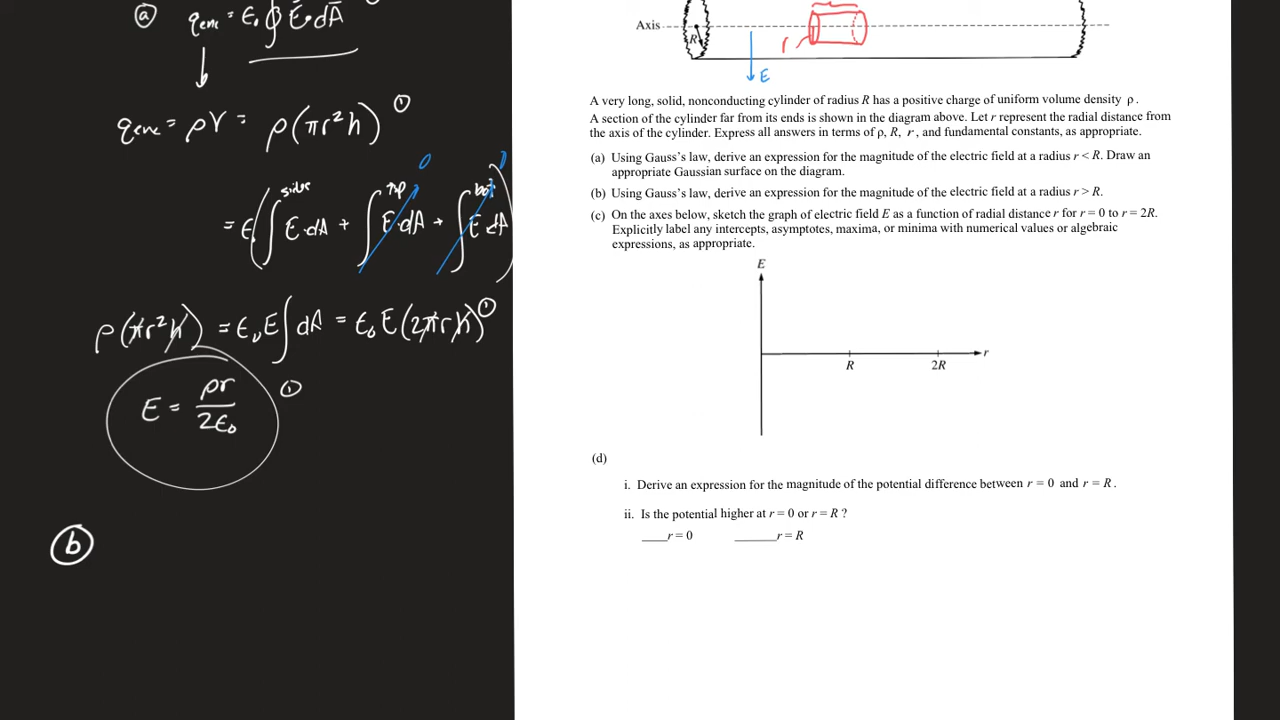 ⓐ q_enc = ε₀ ∮ E · dA
↓
q_enc = ρV = ρ(πr²h) ①
= ε₀(∫ side E·dA + ∫ top E·dA 0 + ∫ bot E·dA 0)
ρ(πr²h) = ε₀E∫dA = ε₀E(2πrh) ①
E = ρr / 2ε₀ ①
ⓑ
Axis
R
r
E
A very long, solid, nonconducting cylinder of radius R has a positive charge of uniform volume density ρ.
A section of the cylinder far from its ends is shown in the diagram above. Let r represent the radial distance from
the axis of the cylinder. Express all answers in terms of ρ, R, r, and fundamental constants, as appropriate.
(a) Using Gauss's law, derive an expression for the magnitude of the electric field at a radius r < R. Draw an
appropriate Gaussian surface on the diagram.
(b) Using Gauss's law, derive an expression for the magnitude of the electric field at a radius r > R.
(c) On the axes below, sketch the graph of electric field E as a function of radial distance r for r = 0 to r = 2R.
Explicitly label any intercepts, asymptotes, maxima, or minima with numerical values or algebraic
expressions, as appropriate.
E
r
R 2R
(d)
i. Derive an expression for the magnitude of the potential difference between r = 0 and r = R.
ii. Is the potential higher at r = 0 or r = R ?
____r = 0 ______r = R